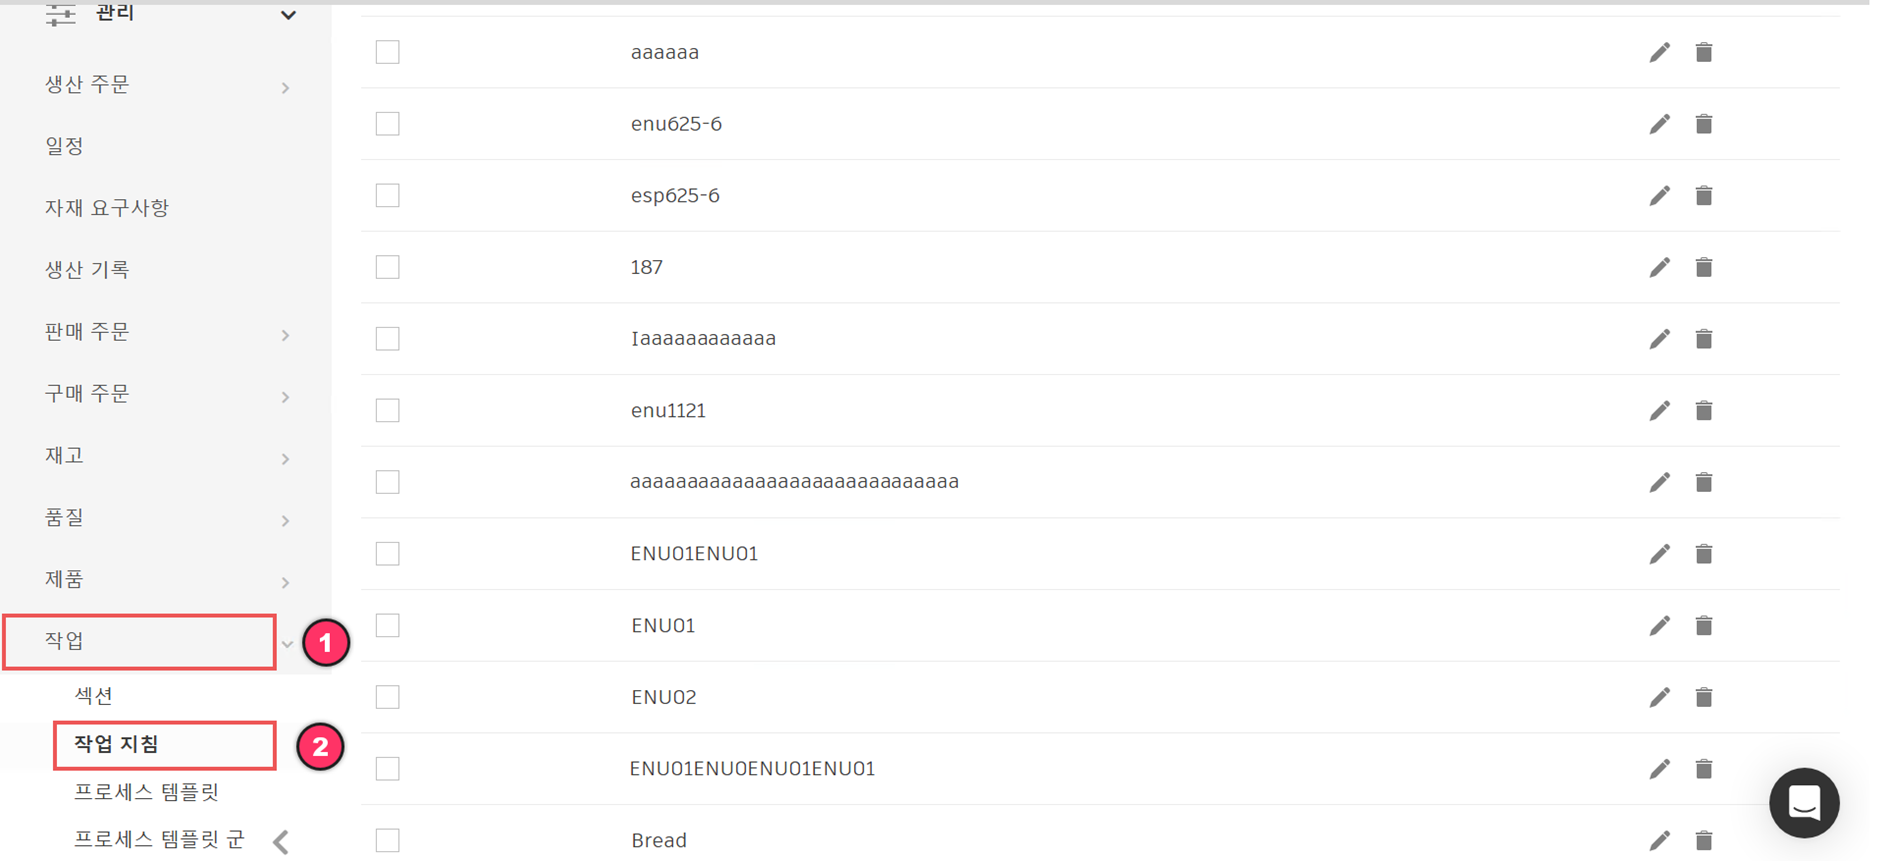 관리
생산 주문
일정
자재 요구사항
생산 기록
판매 주문
구매 주문
재고
품질
제품
작업
1
섹션
작업 지침
2
프로세스 템플릿
프로세스 템플릿 군
aaaaaa
enu625-6
esp625-6
187
Iaaaaaaaaaaaa
enu1121
aaaaaaaaaaaaaaaaaaaaaaaaaaaaa
ENU01ENU01
ENU01
ENU02
ENU01ENU0ENU01ENU01
Bread